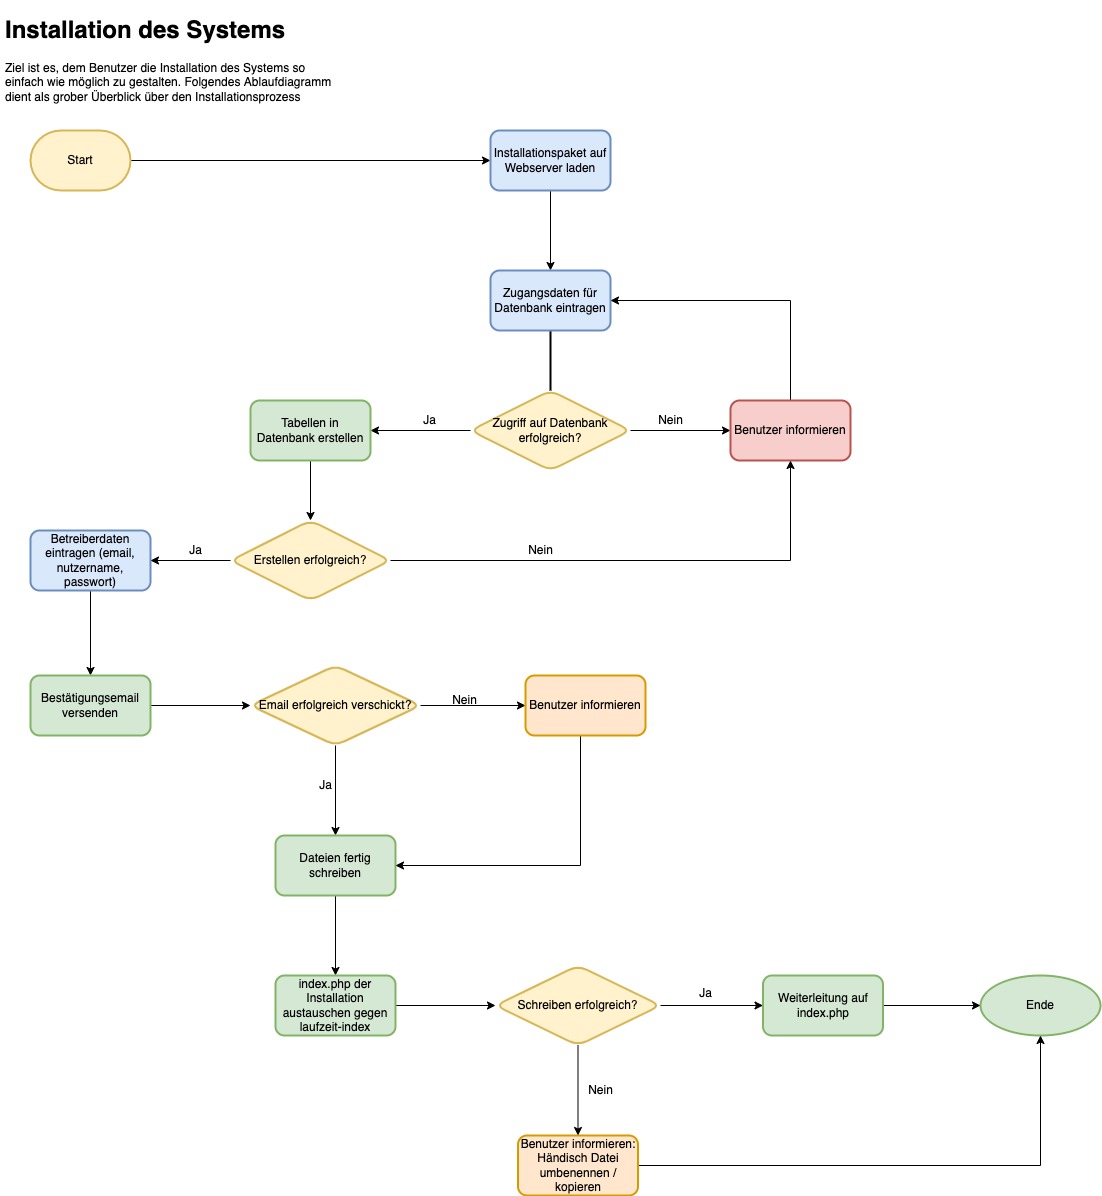 Installation des Systems
Ziel ist es, dem Benutzer die Installation des Systems so
einfach wie möglich zu gestalten. Folgendes Ablaufdiagramm
dient als grober Überblick über den Installationsprozess
Start
Installationspaket auf
Webserver laden
Zugangsdaten für
Datenbank eintragen
Tabellen in
Datenbank erstellen
Ja
Zugriff auf Datenbank
erfolgreich?
Nein
Benutzer informieren
Betreiberdaten
eintragen (email,
nutzername,
passwort)
Ja
Erstellen erfolgreich?
Nein
Bestätigungsemail
versenden
Email erfolgreich verschickt?
Nein
Benutzer informieren
Ja
Dateien fertig
schreiben
index.php der
Installation
austauschen gegen
laufzeit-index
Schreiben erfolgreich?
Ja
Weiterleitung auf
index.php
Ende
Nein
Benutzer informieren:
Händisch Datei
umbenennen /
kopieren